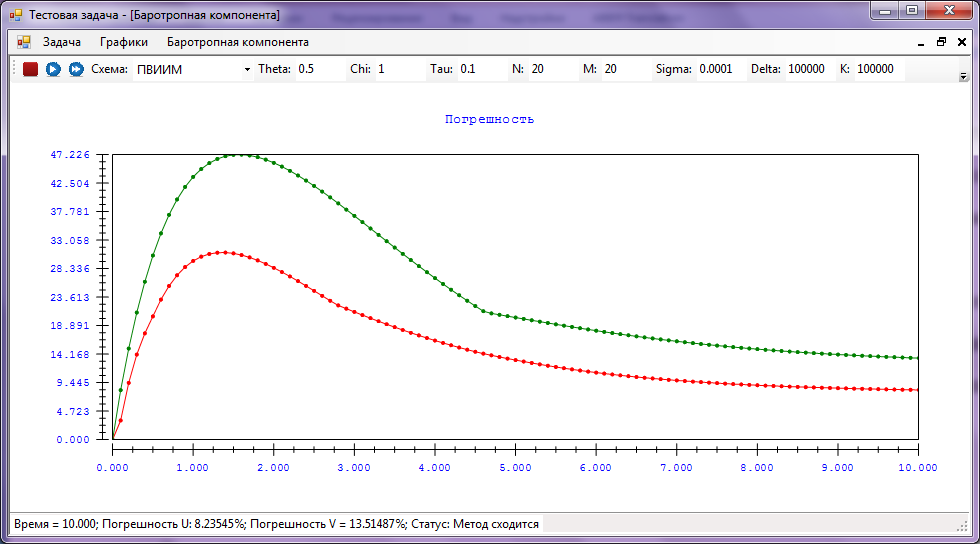 Тестовая задача - [Баротропная компонента]
Задача Графики Баротропная компонента
Схема: ПВИИМ Theta: 0.5 Chi: 1 Tau: 0.1 N: 20 M: 20 Sigma: 0.0001 Delta: 100000 K: 100000
Погрешность
47.226
42.504
37.781
33.058
28.336
23.613
18.891
14.168
9.445
4.723
0.000
0.000 1.000 2.000 3.000 4.000 5.000 6.000 7.000 8.000 9.000 10.000
Время = 10.000; Погрешность U: 8.23545%; Погрешность V = 13.51487%; Статус: Метод сходится